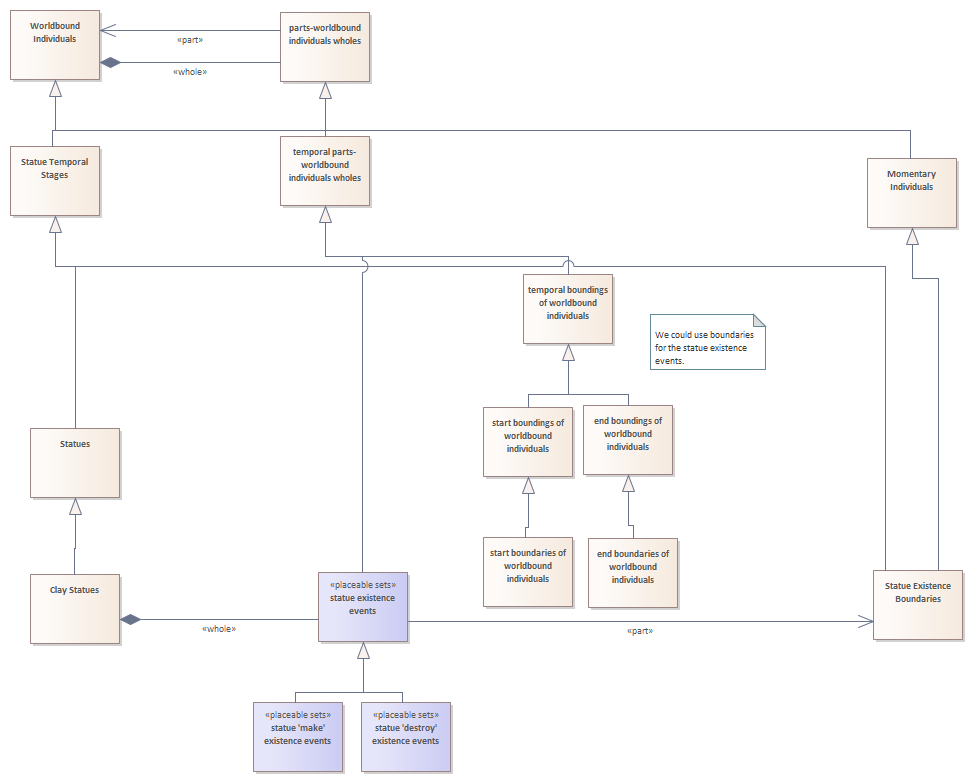 Worldbound
Individuals
parts-worldbound
individuals wholes
«part»
«whole»
Statue Temporal
Stages
temporal parts-
worldbound
individuals wholes
Momentary
Individuals
temporal boundings
of worldbound
individuals
We could use boundaries
for the statue existence
events.
start boundings of
worldbound
individuals
end boundings of
worldbound
individuals
Statues
start boundaries of
worldbound
individuals
end boundaries of
worldbound
individuals
Clay Statues
«placeable sets»
statue existence
events
Statue Existence
Boundaries
«whole»
«part»
«placeable sets»
statue 'make'
existence events
«placeable sets»
statue 'destroy'
existence events